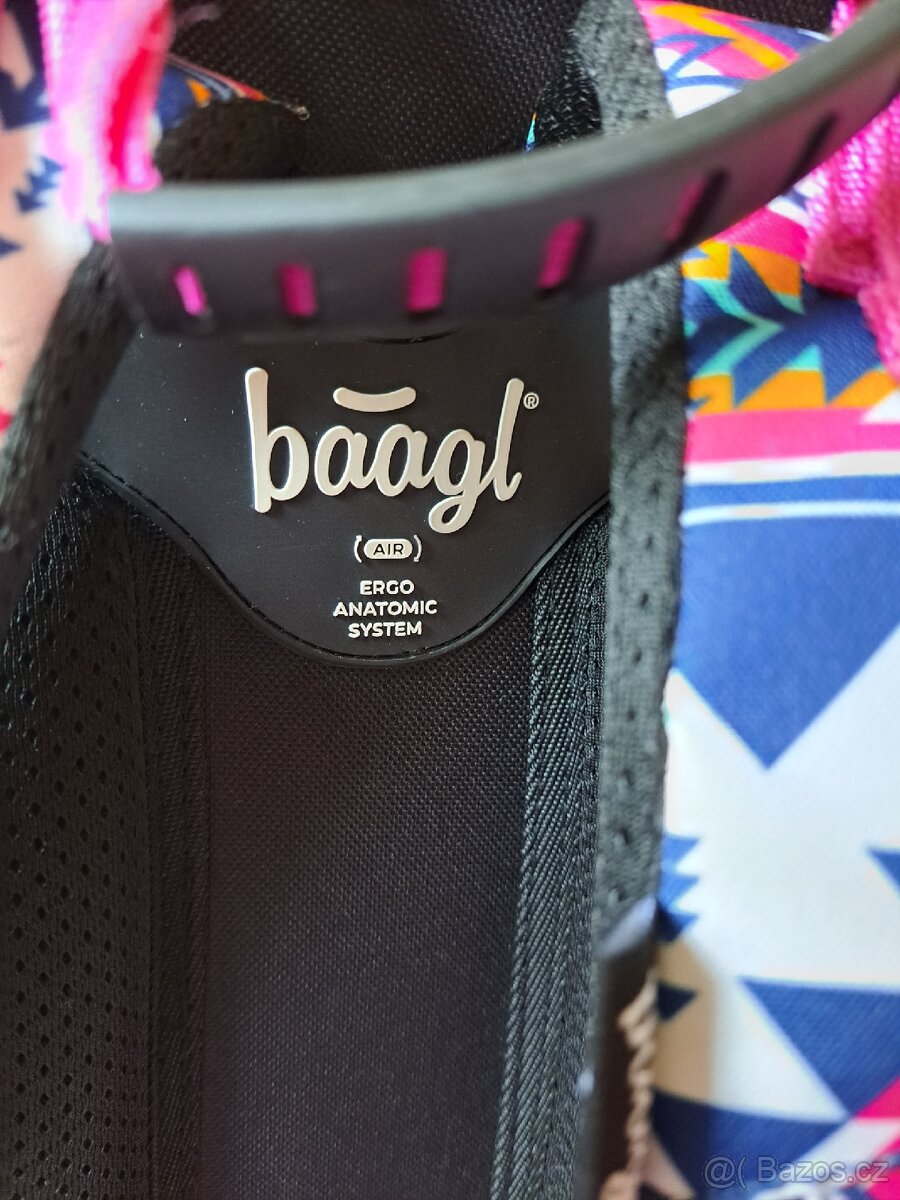 baagl®
(AIR)
ERGO
ANATOMIC
SYSTEM
@( Bazos.cz